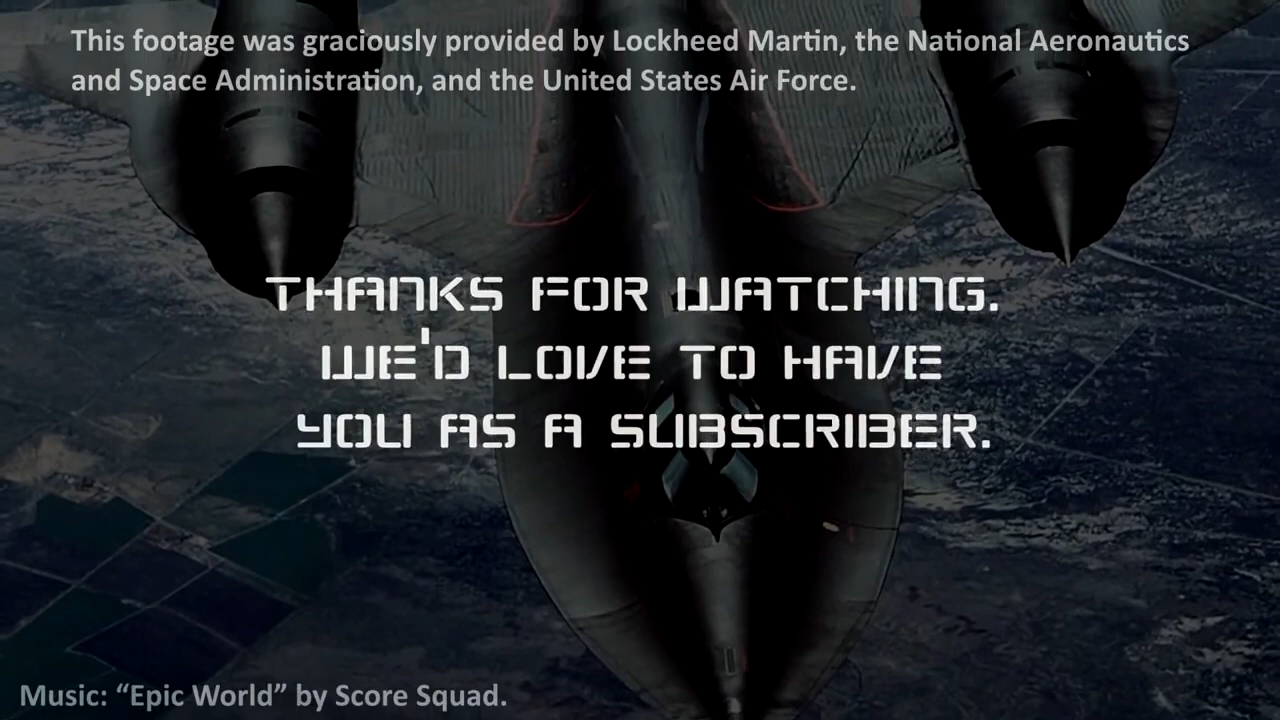 This footage was graciously provided by Lockheed Martin, the National Aeronautics
and Space Administration, and the United States Air Force.
THANKS FOR WATCHING.
WE'D LOVE TO HAVE
YOU AS A SUBSCRIBER.
Music: “Epic World” by Score Squad.